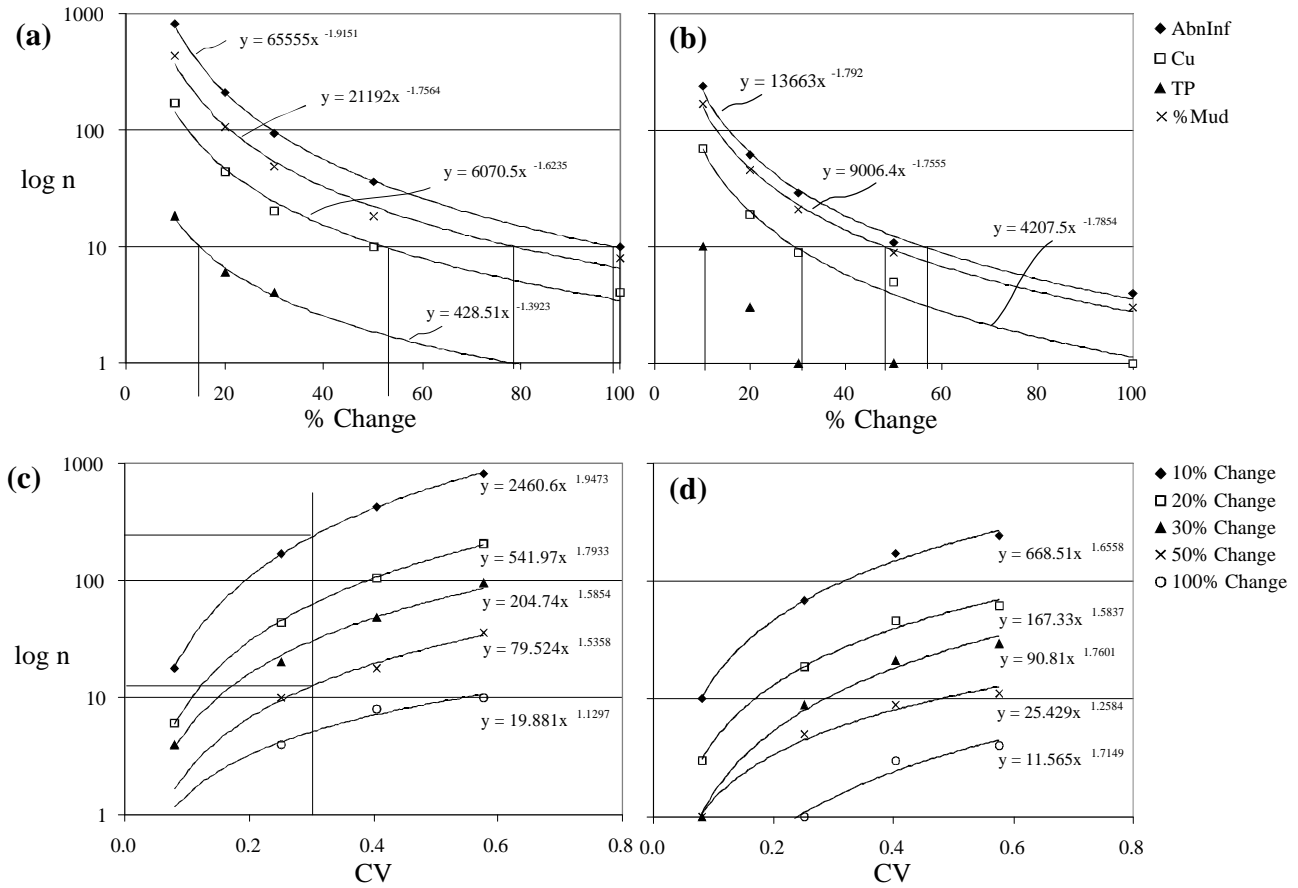 (a)
1000
100
10
1
log n
y = 65555x -1.9151
y = 21192x -1.7564
y = 6070.5x -1.6235
y = 428.51x -1.3923
0 20 40 60 80 100
% Change
(b)
y = 13663x -1.792
y = 9006.4x -1.7555
y = 4207.5x -1.7854
0 20 40 60 80 100
% Change
AbnInf
Cu
TP
%Mud
(c)
1000
100
10
1
log n
y = 2460.6x 1.9473
y = 541.97x 1.7933
y = 204.74x 1.5854
y = 79.524x 1.5358
y = 19.881x 1.1297
0.0 0.2 0.4 0.6 0.8
CV
(d)
y = 668.51x 1.6558
y = 167.33x 1.5837
y = 90.81x 1.7601
y = 25.429x 1.2584
y = 11.565x 1.7149
0.0 0.2 0.4 0.6 0.8
CV
10% Change
20% Change
30% Change
50% Change
100% Change